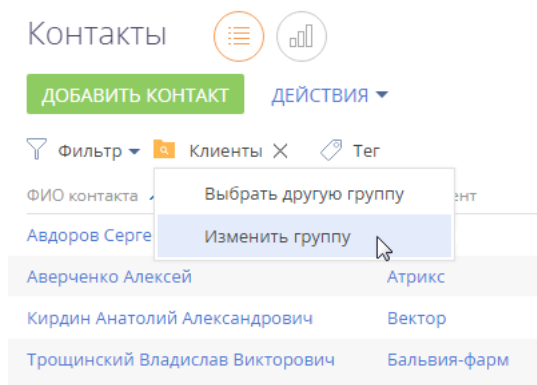 Контакты
ДОБАВИТЬ КОНТАКТ ДЕЙСТВИЯ
Фильтр Клиенты Тег
ФИО контакта
Выбрать другую группу
Авдоров Серге
Изменить группу
Аверченко Алексей Атрикс
Кирдин Анатолий Александрович Вектор
Трощинский Владислав Викторович Бальвия-фарм